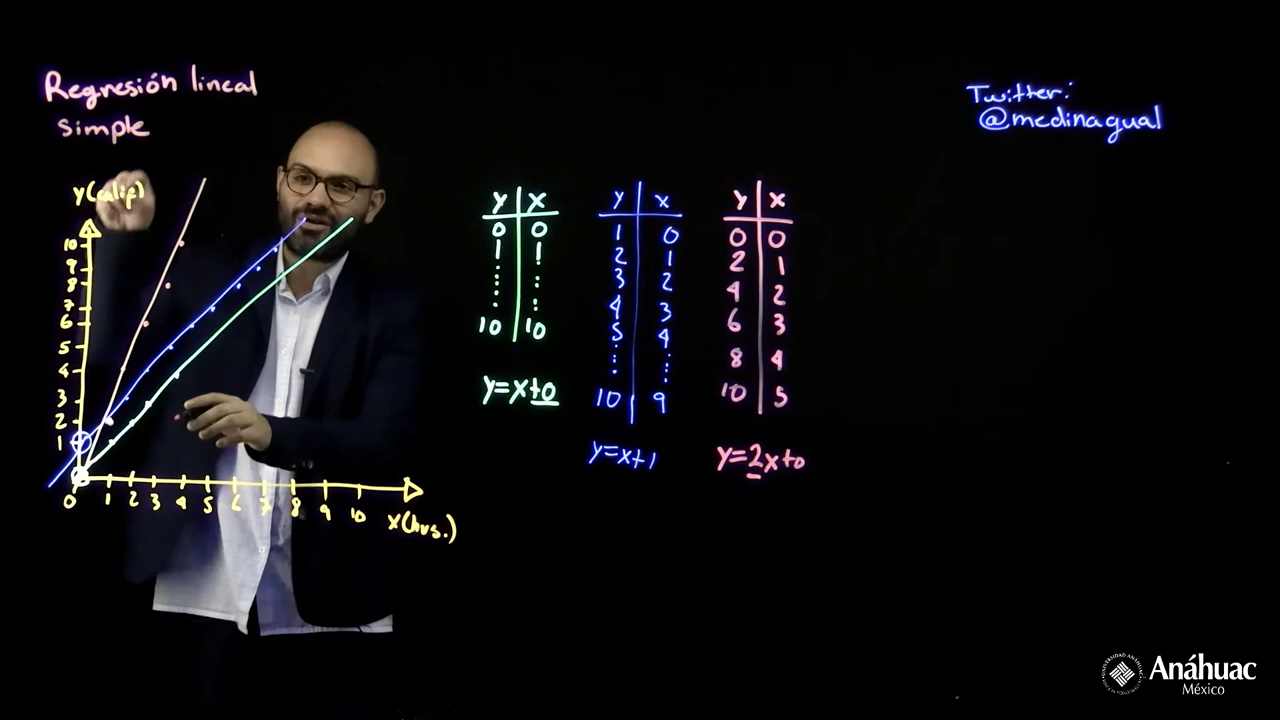 Regresión lineal
simple
Twitter:
@medinagual
y(calif)
10
9
8
7
6
5
4
3
2
1
0 1 2 3 4 5 6 7 8 9 10 x(hrs.)
y x
0 0
1 1
10 10
y=x+0
y x
1 0
2 1
3 2
4 3
5 4
10 9
y=x+1
y x
0 0
2 1
4 2
6 3
8 4
10 5
y=2x+0
Anáhuac
México